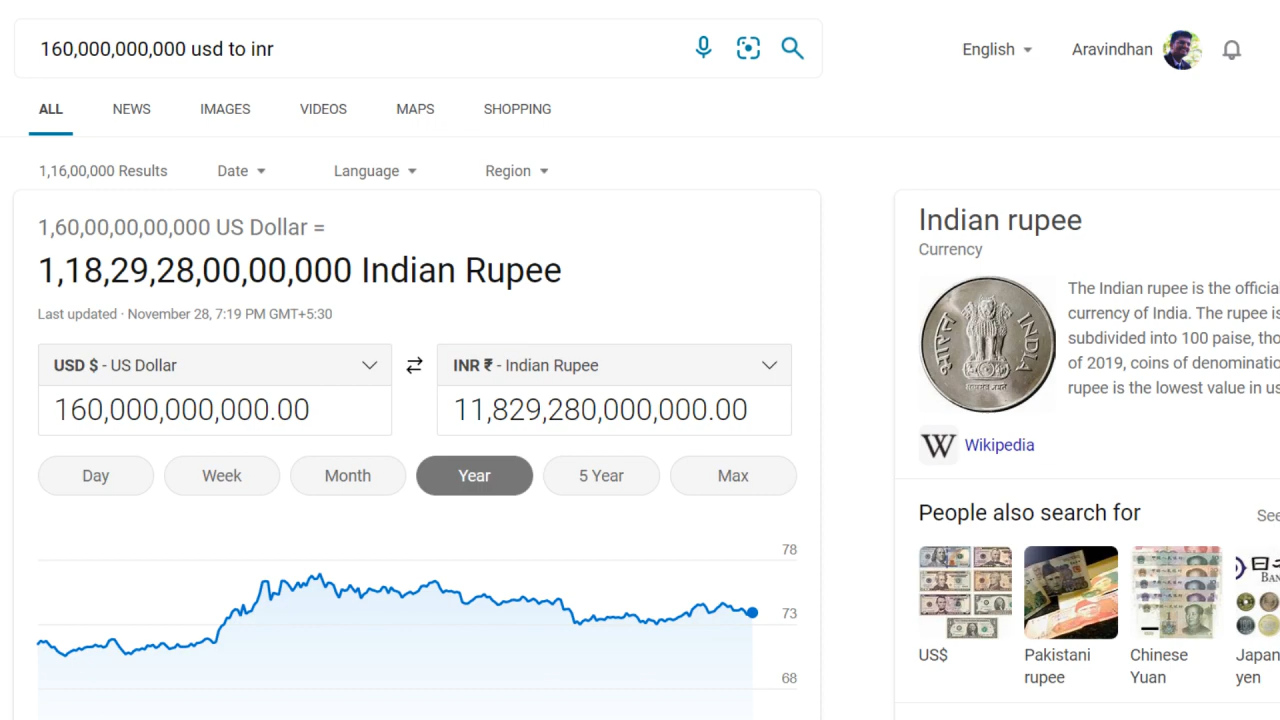 160,000,000,000 usd to inr
English
Aravindhan
ALL NEWS IMAGES VIDEOS MAPS SHOPPING
1,16,00,000 Results Date Language Region
1,60,00,00,00,000 US Dollar =
1,18,29,28,00,00,000 Indian Rupee
Last updated · November 28, 7:19 PM GMT+5:30
USD $ - US Dollar
INR ₹ - Indian Rupee
160,000,000,000.00
11,829,280,000,000.00
Day Week Month Year 5 Year Max
78
73
68
Indian rupee
Currency
भारत
INDIA
The Indian rupee is the official
currency of India. The rupee is
subdivided into 100 paise, tho
of 2019, coins of denominatio
rupee is the lowest value in us
W Wikipedia
People also search for
See
US$
Pakistani
rupee
Chinese
Yuan
Japan
yen